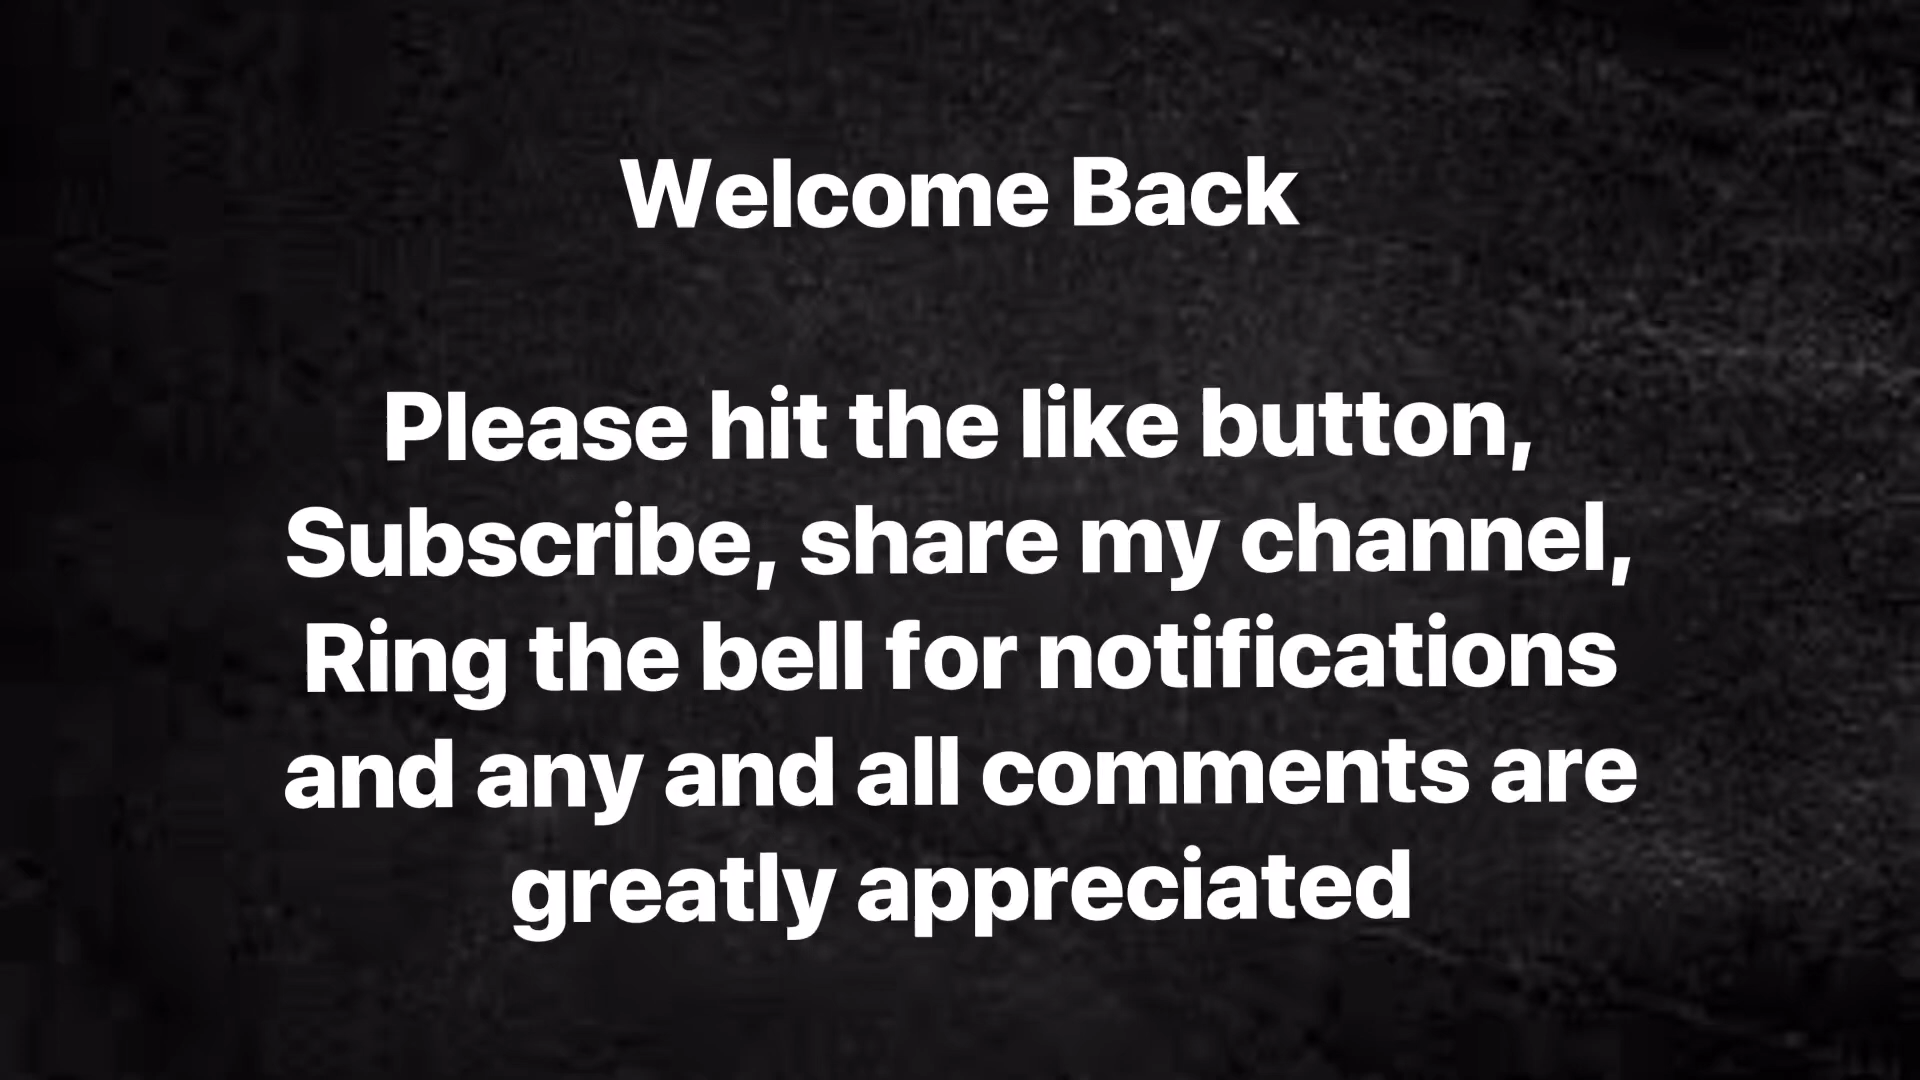 Welcome Back
Please hit the like button,
Subscribe, share my channel,
Ring the bell for notifications
and any and all comments are
greatly appreciated